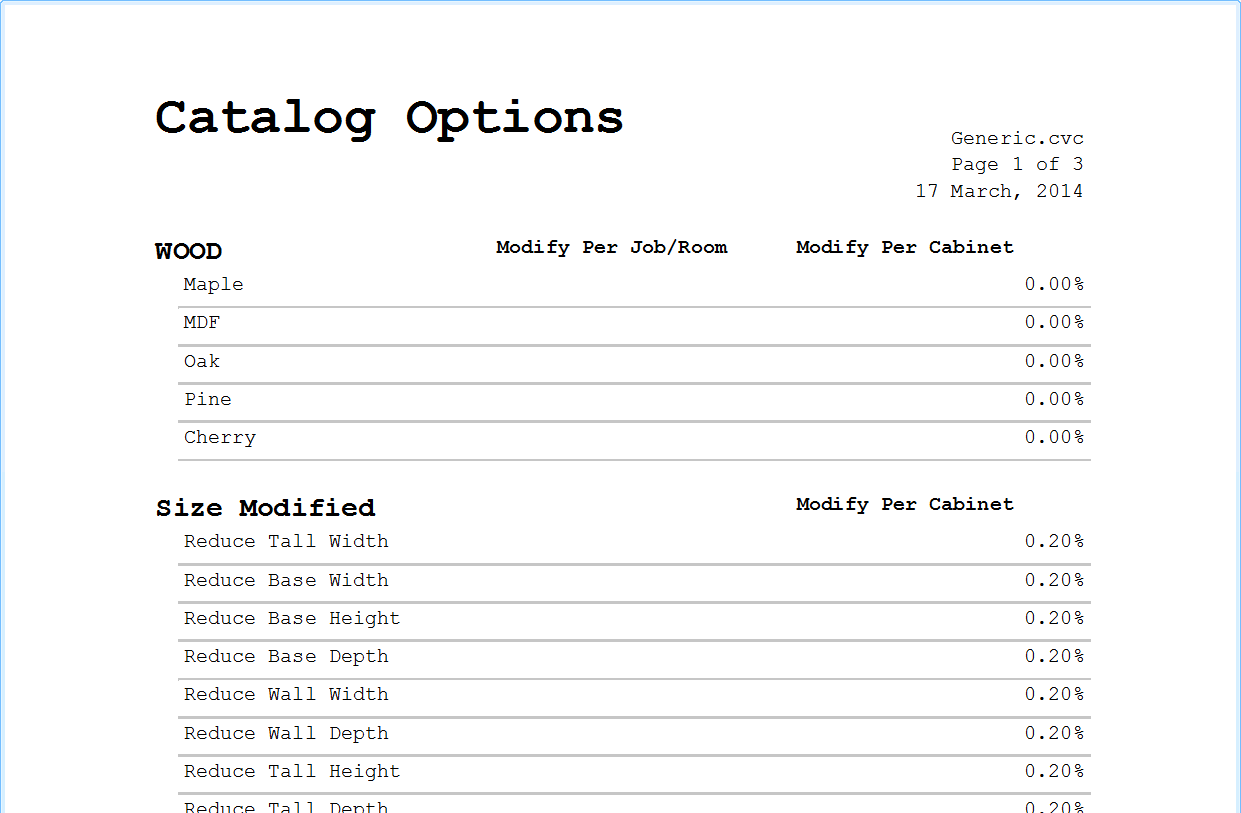 Catalog Options
Generic.cvc
Page 1 of 3
17 March, 2014
WOOD Modify Per Job/Room Modify Per Cabinet
Maple 0.00%
MDF 0.00%
Oak 0.00%
Pine 0.00%
Cherry 0.00%
Size Modified Modify Per Cabinet
Reduce Tall Width 0.20%
Reduce Base Width 0.20%
Reduce Base Height 0.20%
Reduce Base Depth 0.20%
Reduce Wall Width 0.20%
Reduce Wall Depth 0.20%
Reduce Tall Height 0.20%
Reduce Tall Depth 0.20%